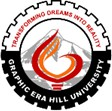 TRANSFORMING DREAMS INTO REALITY
GRAPHIC ERA HILL UNIVERSITY